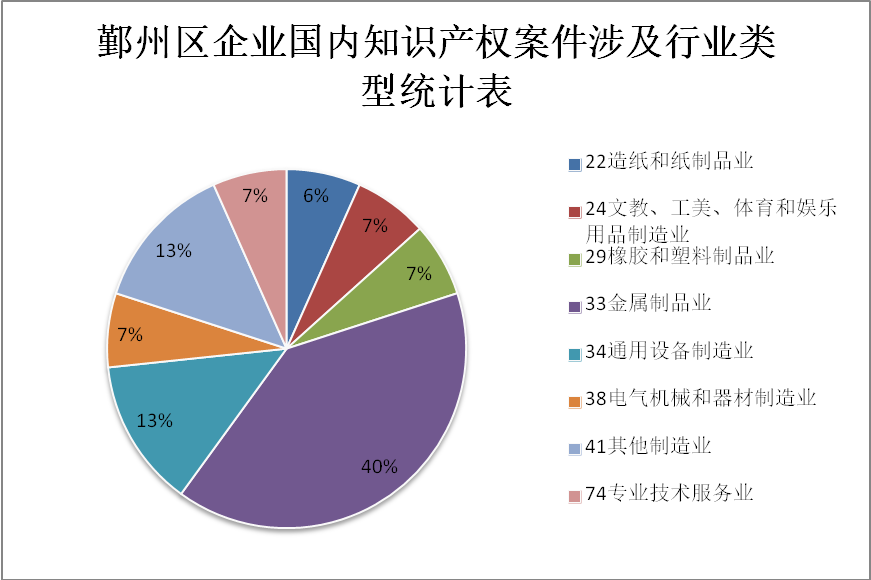 鄞州区企业国内知识产权案件涉及行业类
型统计表
22造纸和纸制品业
24文教、工美、体育和娱乐
用品制造业
29橡胶和塑料制品业
33金属制品业
34通用设备制造业
38电气机械和器材制造业
41其他制造业
74专业技术服务业
6%
7%
7%
40%
13%
7%
13%
7%